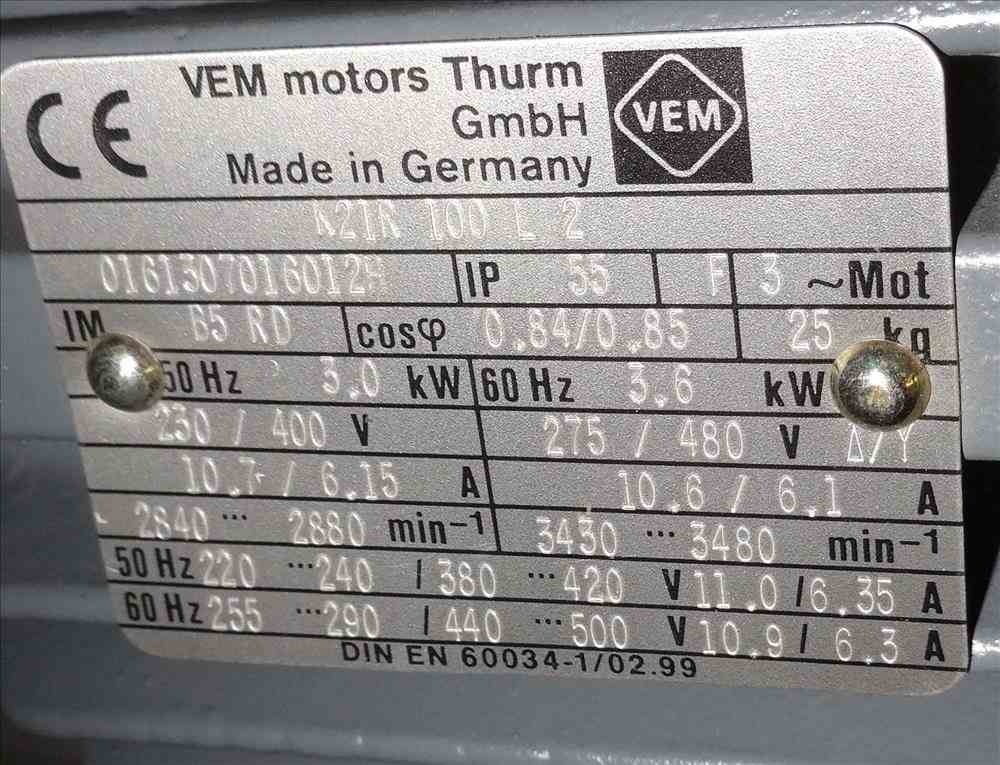 CE VEM motors Thurm
GmbH
Made in Germany
VEM
K21R 100 L 2
0161307016012H IP 55 F 3 ~Mot
IM B5 RD cosφ 0.84/0.85 25 kg
50 Hz 3.0 kW 60 Hz 3.6 kW
230 / 400 V 275 / 480 V Δ/Y
10.7 / 6.15 A 10.6 / 6.1 A
2840 ... 2880 min-1 3430 ... 3480 min-1
50 Hz 220 ...240 / 380 ...420 V 11.0 /6.35 A
60 Hz 255 ...290 / 440 ...500 V 10.9 / 6.3 A
DIN EN 60034-1/02.99